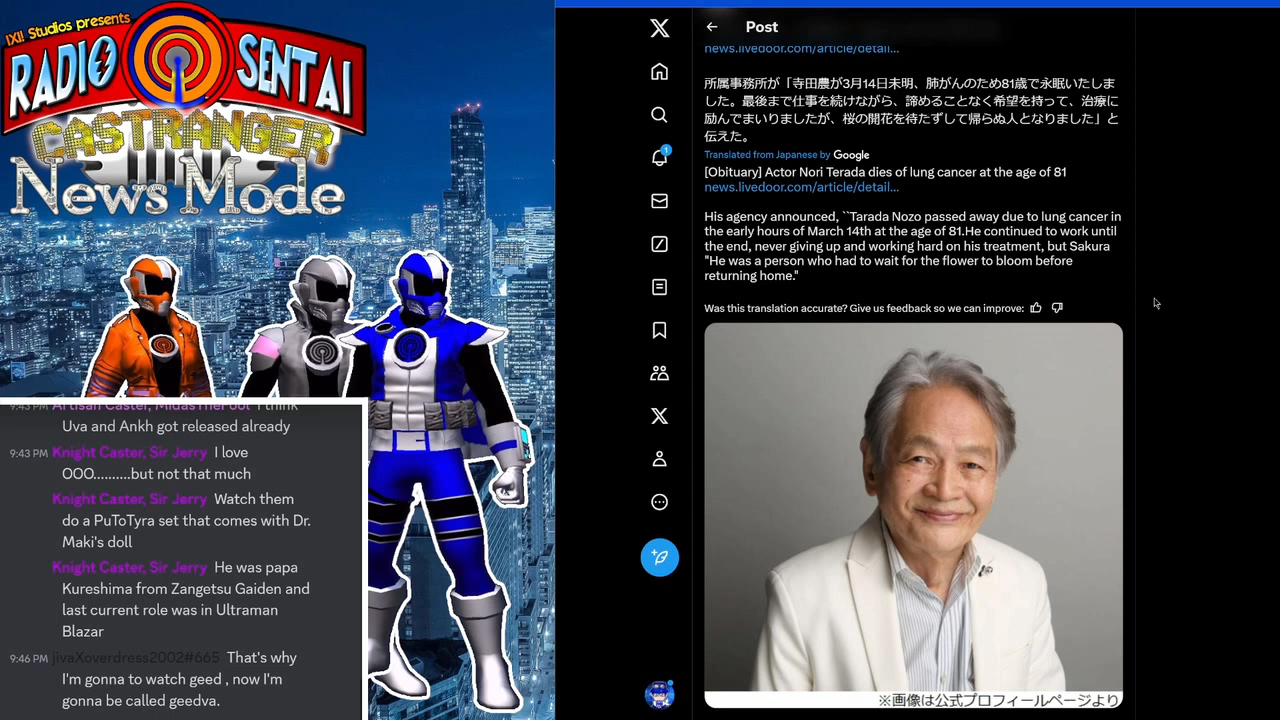 IXII Studios presents
RADIO SENTAI
CASTRANGER
News Mode
9:43 PM Artisan Caster, MidasTheFool I think
Uva and Ankh got released already
9:43 PM Knight Caster, Sir Jerry I love
OOO..........but not that much
Knight Caster, Sir Jerry Watch them
do a PuToTyra set that comes with Dr.
Maki's doll
Knight Caster, Sir Jerry He was papa
Kureshima from Zangetsu Gaiden and
last current role was in Ultraman
Blazar
9:46 PM jivaXoverdress2002#665 That's why
I'm gonna to watch geed , now I'm
gonna be called geedva.
1
Post
news.livedoor.com/article/detail...
所属事務所が「寺田農が3月14日未明、肺がんのため81歳で永眠いたしま
した。最後まで仕事を続けながら、諦めることなく希望を持って、治療に
励んでまいりましたが、桜の開花を待たずして帰らぬ人となりました」と
伝えた。
Translated from Japanese by Google
[Obituary] Actor Nori Terada dies of lung cancer at the age of 81
news.livedoor.com/article/detail...
His agency announced, ``Tarada Nozo passed away due to lung cancer in
the early hours of March 14th at the age of 81.He continued to work until
the end, never giving up and working hard on his treatment, but Sakura
"He was a person who had to wait for the flower to bloom before
returning home."
Was this translation accurate? Give us feedback so we can improve:
※画像は公式プロフィールページより